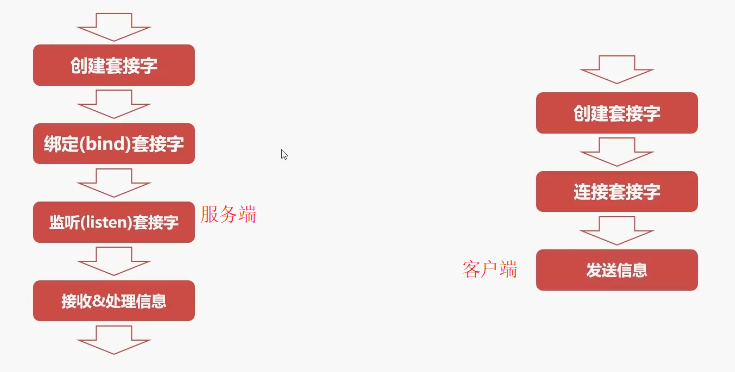 创建套接字
绑定(bind)套接字
监听(listen)套接字
服务端
接收&处理信息
创建套接字
连接套接字
客户端
发送信息